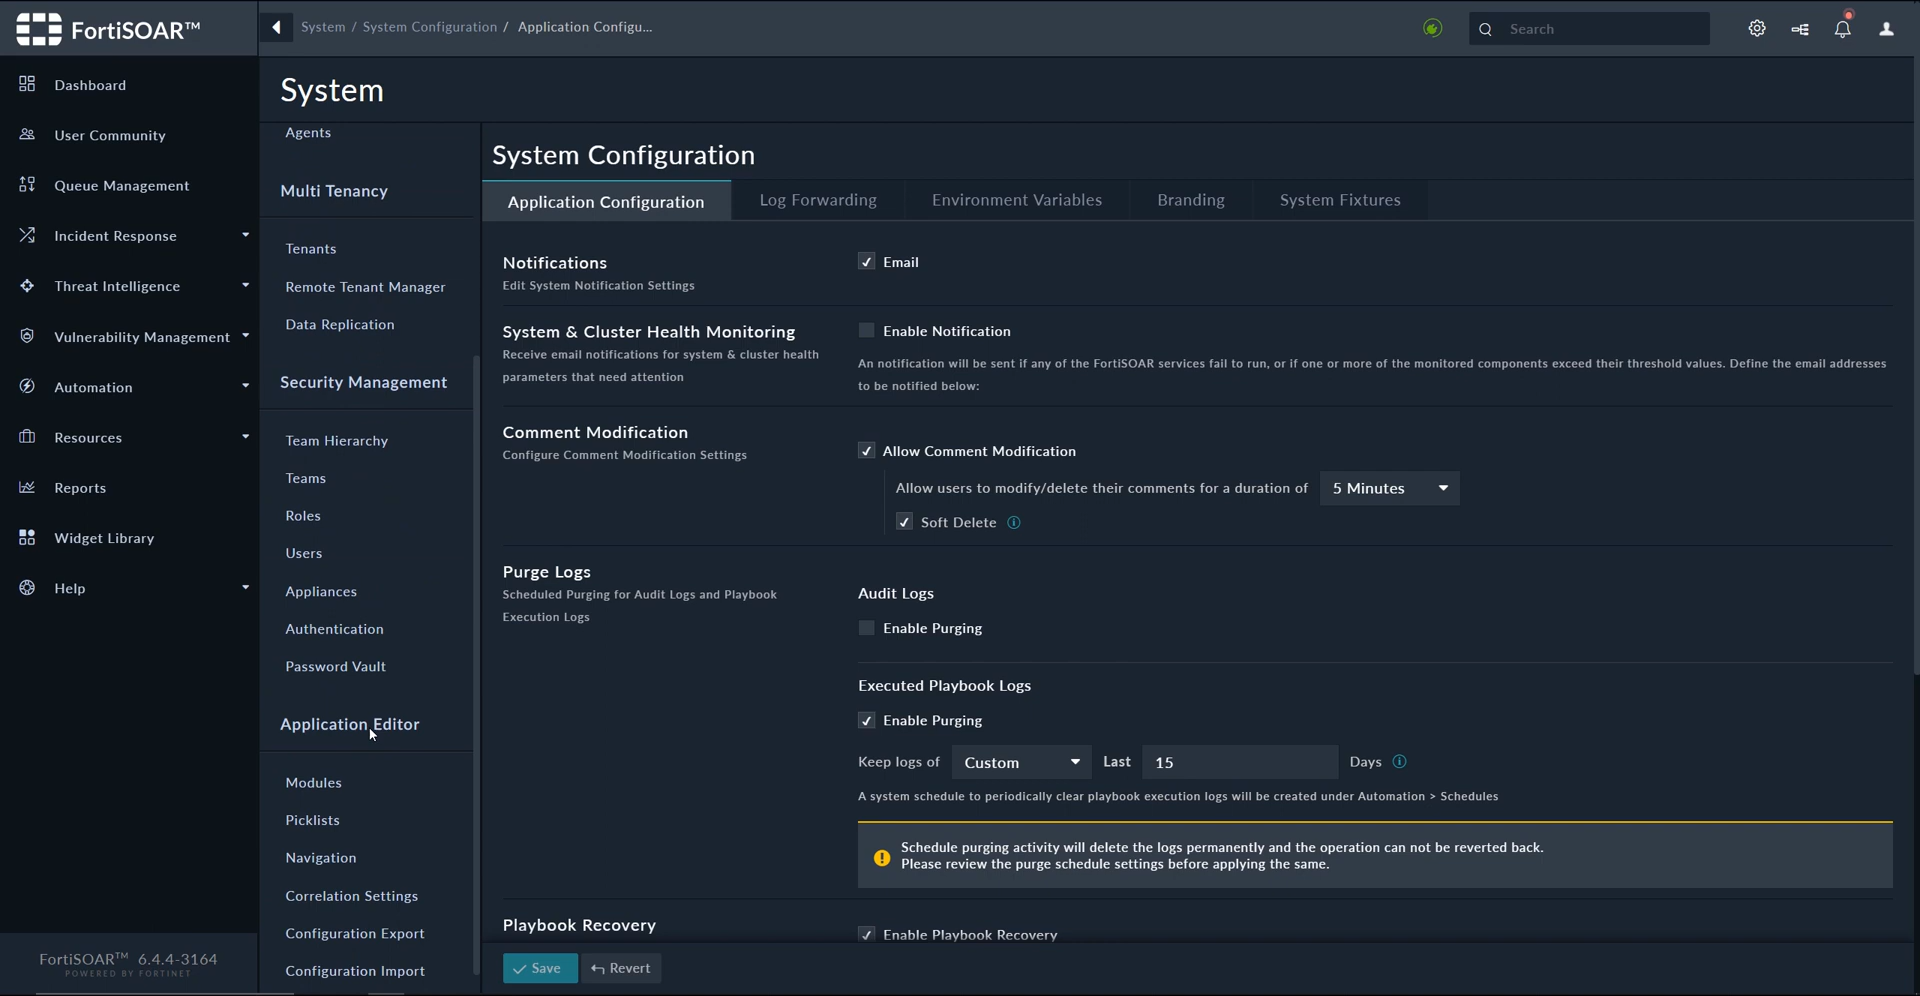 FortiSOAR™
System / System Configuration / Application Configu...
Search
Dashboard
User Community
Queue Management
Incident Response
Threat Intelligence
Vulnerability Management
Automation
Resources
Reports
Widget Library
Help
FortiSOAR™ 6.4.4-3164
POWERED BY FORTINET
System
Agents
Multi Tenancy
Tenants
Remote Tenant Manager
Data Replication
Security Management
Team Hierarchy
Teams
Roles
Users
Appliances
Authentication
Password Vault
Application Editor
Modules
Picklists
Navigation
Correlation Settings
Configuration Export
Configuration Import
System Configuration
Application Configuration
Log Forwarding
Environment Variables
Branding
System Fixtures
Notifications
Edit System Notification Settings
Email
System & Cluster Health Monitoring
Receive email notifications for system & cluster health
parameters that need attention
Enable Notification
An notification will be sent if any of the FortiSOAR services fail to run, or if one or more of the monitored components exceed their threshold values. Define the email addresses
to be notified below:
Comment Modification
Configure Comment Modification Settings
Allow Comment Modification
Allow users to modify/delete their comments for a duration of 5 Minutes
Soft Delete
Purge Logs
Scheduled Purging for Audit Logs and Playbook
Execution Logs
Audit Logs
Enable Purging
Executed Playbook Logs
Enable Purging
Keep logs of Custom Last 15 Days
A system schedule to periodically clear playbook execution logs will be created under Automation > Schedules
Schedule purging activity will delete the logs permanently and the operation can not be reverted back.
Please review the purge schedule settings before applying the same.
Playbook Recovery
Enable Playbook Recovery
Save
Revert